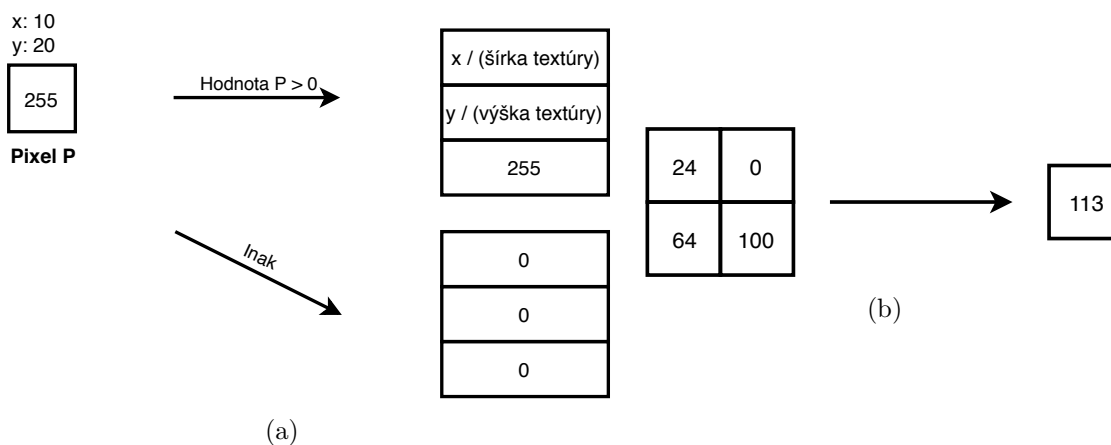 x: 10
y: 20
255
Pixel P
Hodnota P > 0
Inak
x / (šírka textúry)
y / (výška textúry)
255
0
0
0
(a)
24 0
64 100
113
(b)